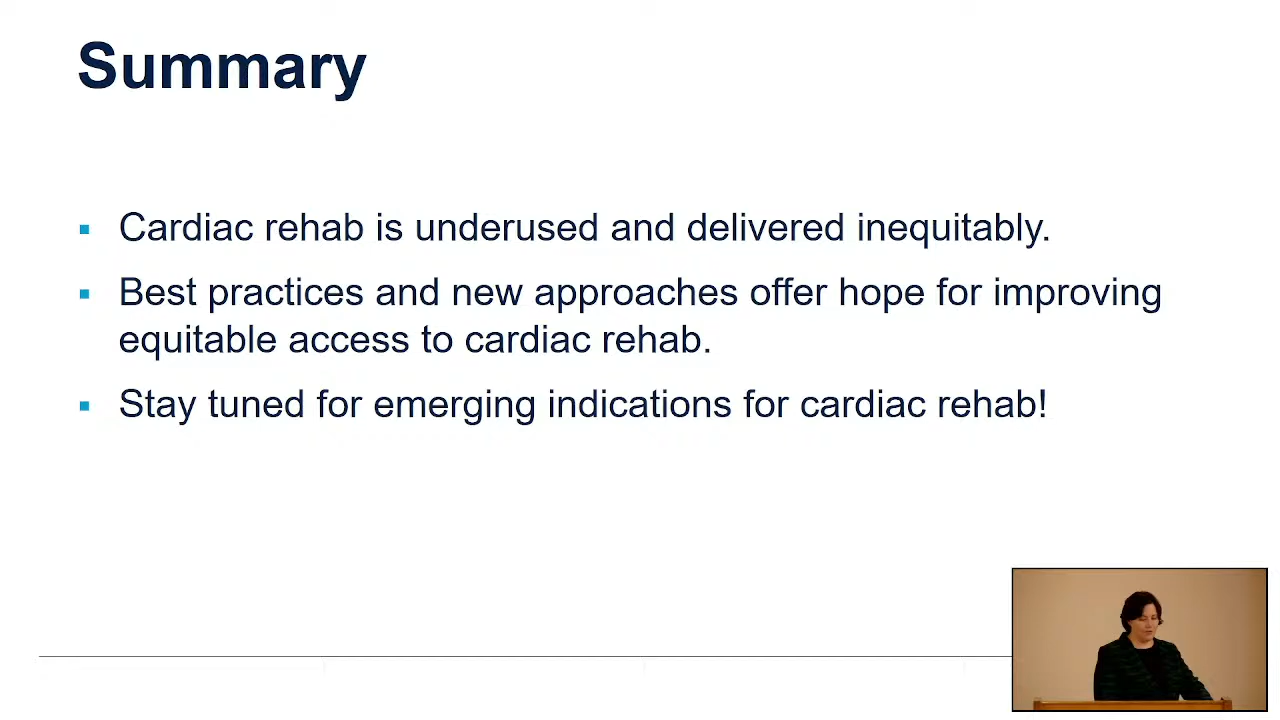 Summary
▪ Cardiac rehab is underused and delivered inequitably.
▪ Best practices and new approaches offer hope for improving
equitable access to cardiac rehab.
▪ Stay tuned for emerging indications for cardiac rehab!